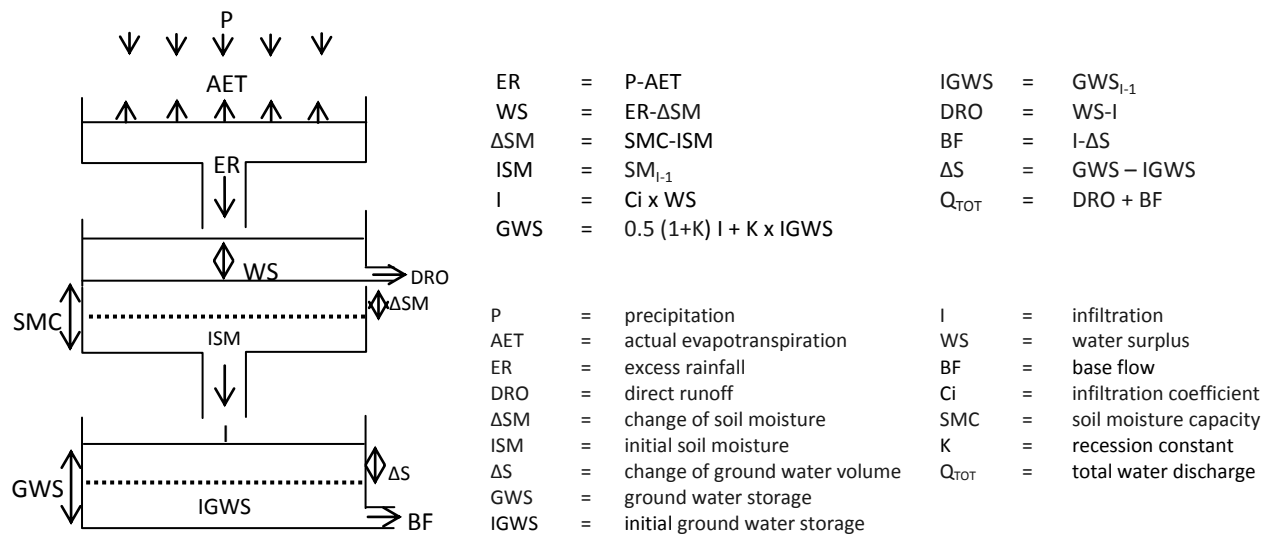 P
AET
ER
WS
DRO
SMC
ΔSM
ISM
I
GWS
ΔS
IGWS
BF
ER = P-AET
WS = ER-ΔSM
ΔSM = SMC-ISM
ISM = SM I-1
I = Ci x WS
GWS = 0.5 (1+K) I + K x IGWS
IGWS = GWS I-1
DRO = WS-I
BF = I-ΔS
ΔS = GWS – IGWS
Q TOT = DRO + BF
P = precipitation
AET = actual evapotranspiration
ER = excess rainfall
DRO = direct runoff
ΔSM = change of soil moisture
ISM = initial soil moisture
ΔS = change of ground water volume
GWS = ground water storage
IGWS = initial ground water storage
I = infiltration
WS = water surplus
BF = base flow
Ci = infiltration coefficient
SMC = soil moisture capacity
K = recession constant
Q TOT = total water discharge